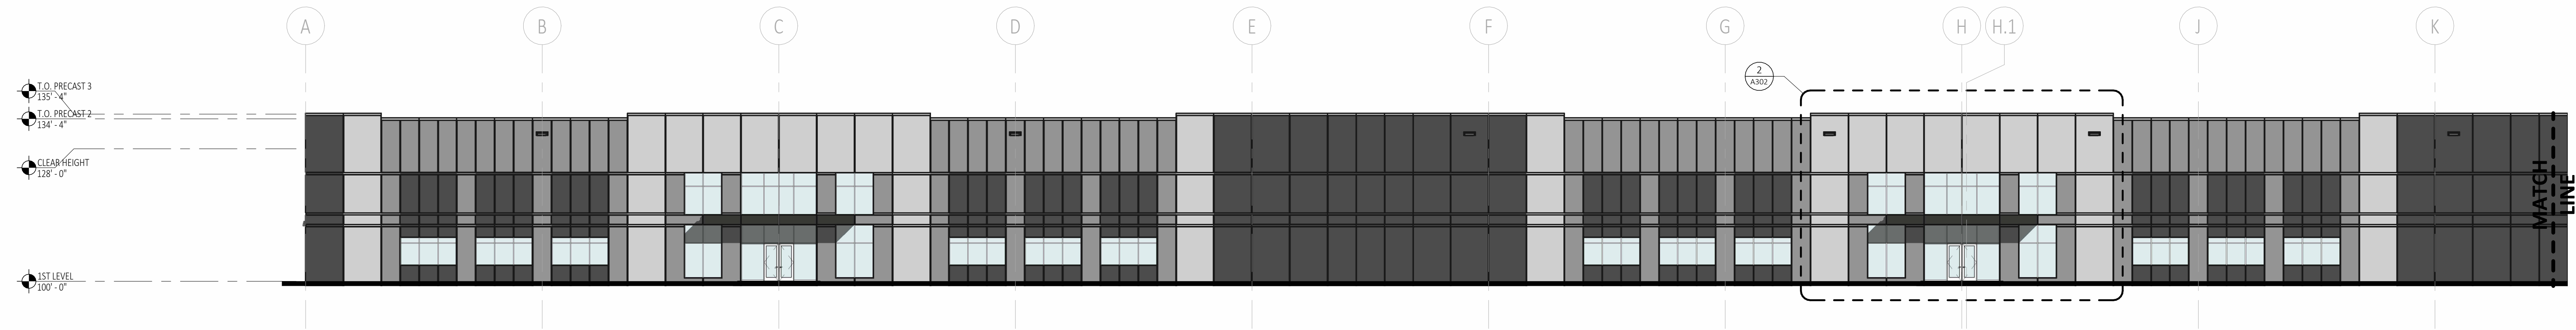 A
B
C
D
E
F
G
H
H.1
J
K
2
A302
T.O. PRECAST 3
135' - 4"
T.O. PRECAST 2
134' - 4"
CLEAR HEIGHT
128' - 0"
1ST LEVEL
100' - 0"
MATCH
LINE